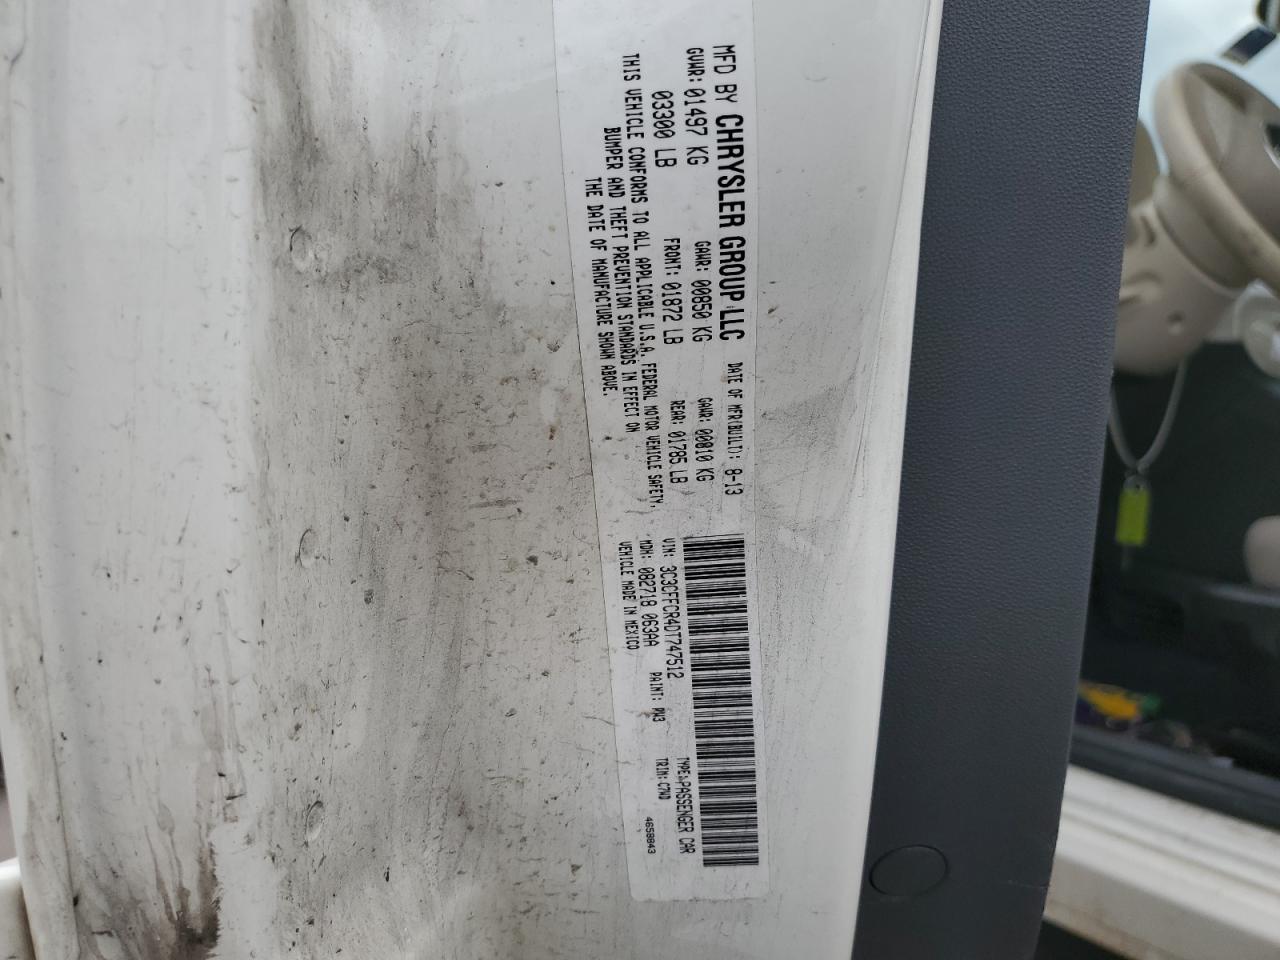 MFD BY CHRYSLER GROUP LLC DATE OF MFR(BUILT): 8-13
GVWR: 01497 KG GAWR: 00850 KG GAWR: 00810 KG
03300 LB FRONT: 01872 LB REAR: 01785 LB
THIS VEHICLE CONFORMS TO ALL APPLICABLE U.S.A. FEDERAL MOTOR VEHICLE SAFETY,
BUMPER AND THEFT PREVENTION STANDARDS IN EFFECT ON
THE DATE OF MANUFACTURE SHOWN ABOVE.
VIN: 3C3CFFCR4DT747512 TYPE: PASSENGER CAR
MDH: 082718 063AA PAINT: PW3 TRIM: C7W3
VEHICLE MADE IN MEXICO 4658843